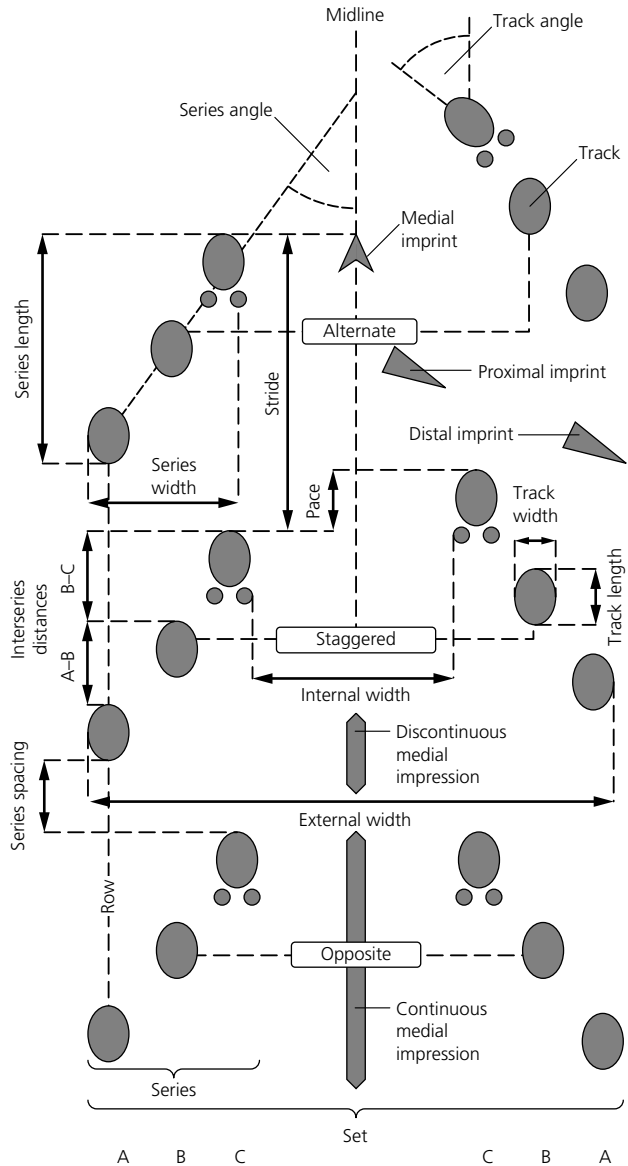 Midline
Track angle
Series angle
Track
Medial
imprint
Series length
Alternate
Stride
Proximal imprint
Distal imprint
Series
width
Pace
Track
width
Interseries
distances
B–C
A–B
Track length
Staggered
Internal width
Discontinuous
medial
impression
Series spacing
External width
Row
Opposite
Continuous
medial
impression
Series
Set
A B C C B A